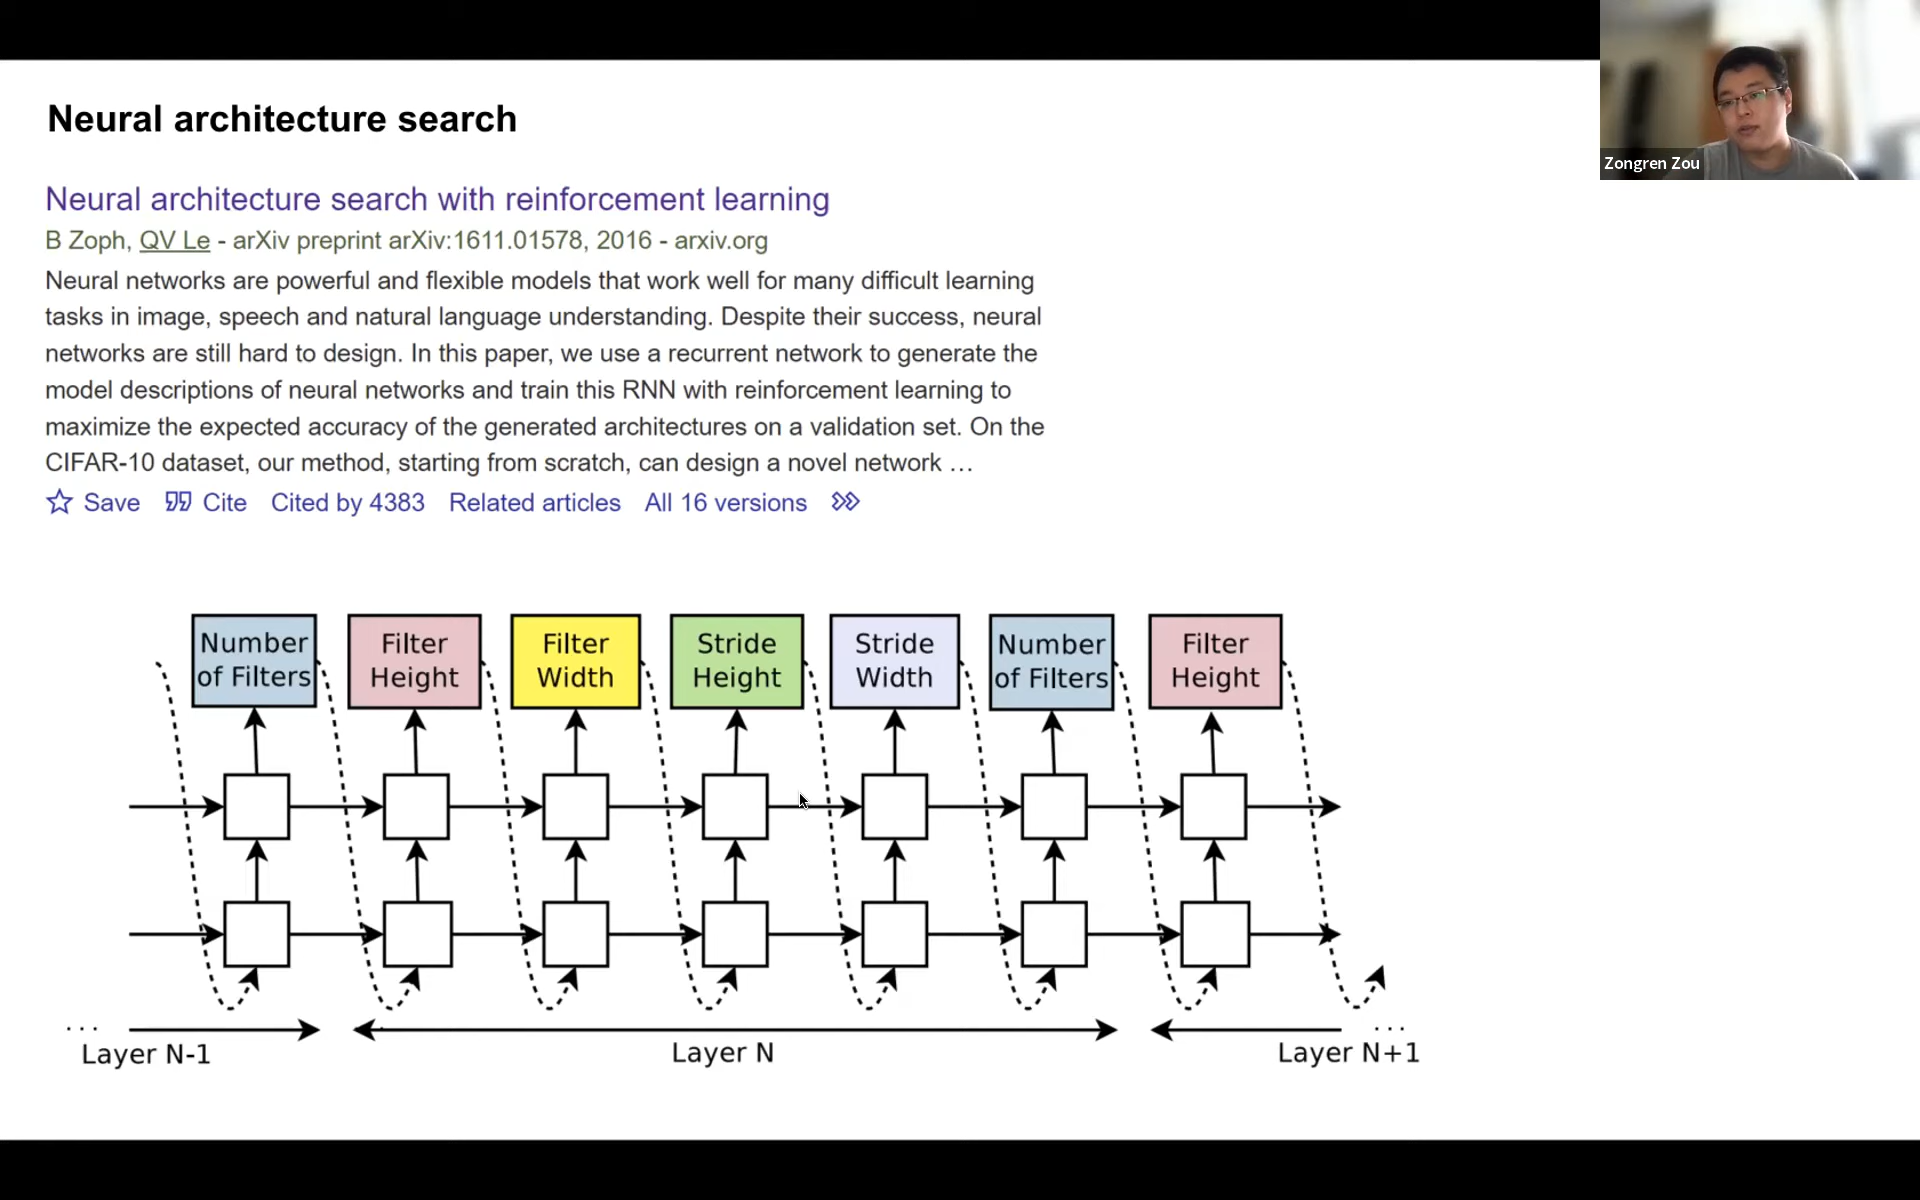 Neural architecture search
Zongren Zou
Neural architecture search with reinforcement learning
B Zoph, QV Le - arXiv preprint arXiv:1611.01578, 2016 - arxiv.org
Neural networks are powerful and flexible models that work well for many difficult learning
tasks in image, speech and natural language understanding. Despite their success, neural
networks are still hard to design. In this paper, we use a recurrent network to generate the
model descriptions of neural networks and train this RNN with reinforcement learning to
maximize the expected accuracy of the generated architectures on a validation set. On the
CIFAR-10 dataset, our method, starting from scratch, can design a novel network …
Save Cite Cited by 4383 Related articles All 16 versions
Number of Filters
Filter Height
Filter Width
Stride Height
Stride Width
Number of Filters
Filter Height
... Layer N-1
Layer N
... Layer N+1